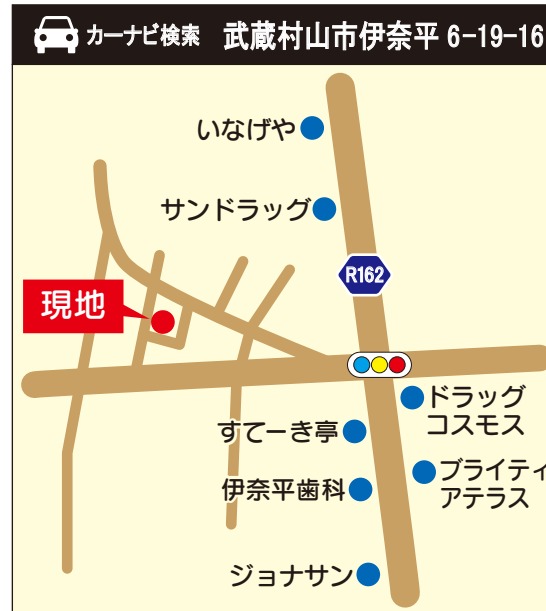 カーナビ検索 武蔵村山市伊奈平 6-19-16
いなげや
サンドラッグ
R162
現地
ドラッグ
コスモス
すてーき亭
ブライティ
アテラス
伊奈平歯科
ジョナサン